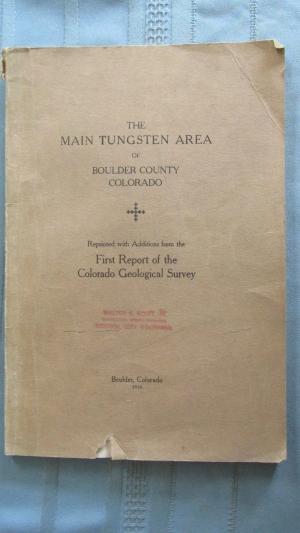 THE
MAIN TUNGSTEN AREA
OF
BOULDER COUNTY
COLORADO
Reprinted with Additions from the
First Report of the
Colorado Geological Survey
Boulder, Colorado
1916